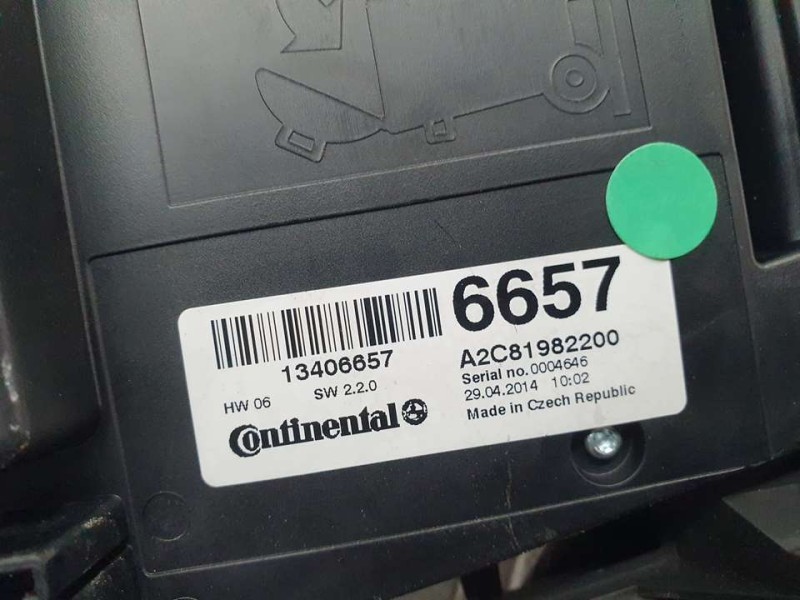 6657
13406657
A2C81982200
HW 06 SW 2.2.0
Serial no.0004646
29.04.2014 10:02
Continental
Made in Czech Republic